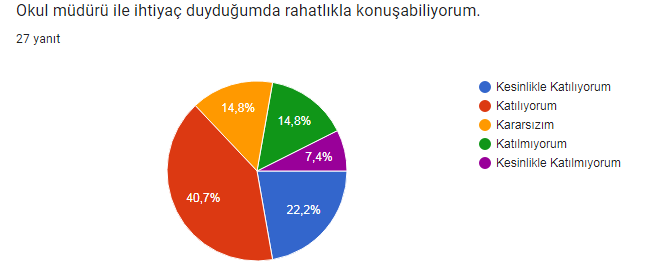 Okul müdürü ile ihtiyaç duyduğumda rahatlıkla konuşabiliyorum.
27 yanıt
Kesinlikle Katılıyorum
Katılıyorum
Kararsızım
Katılmıyorum
Kesinlikle Katılmıyorum
14,8%
14,8%
7,4%
40,7%
22,2%